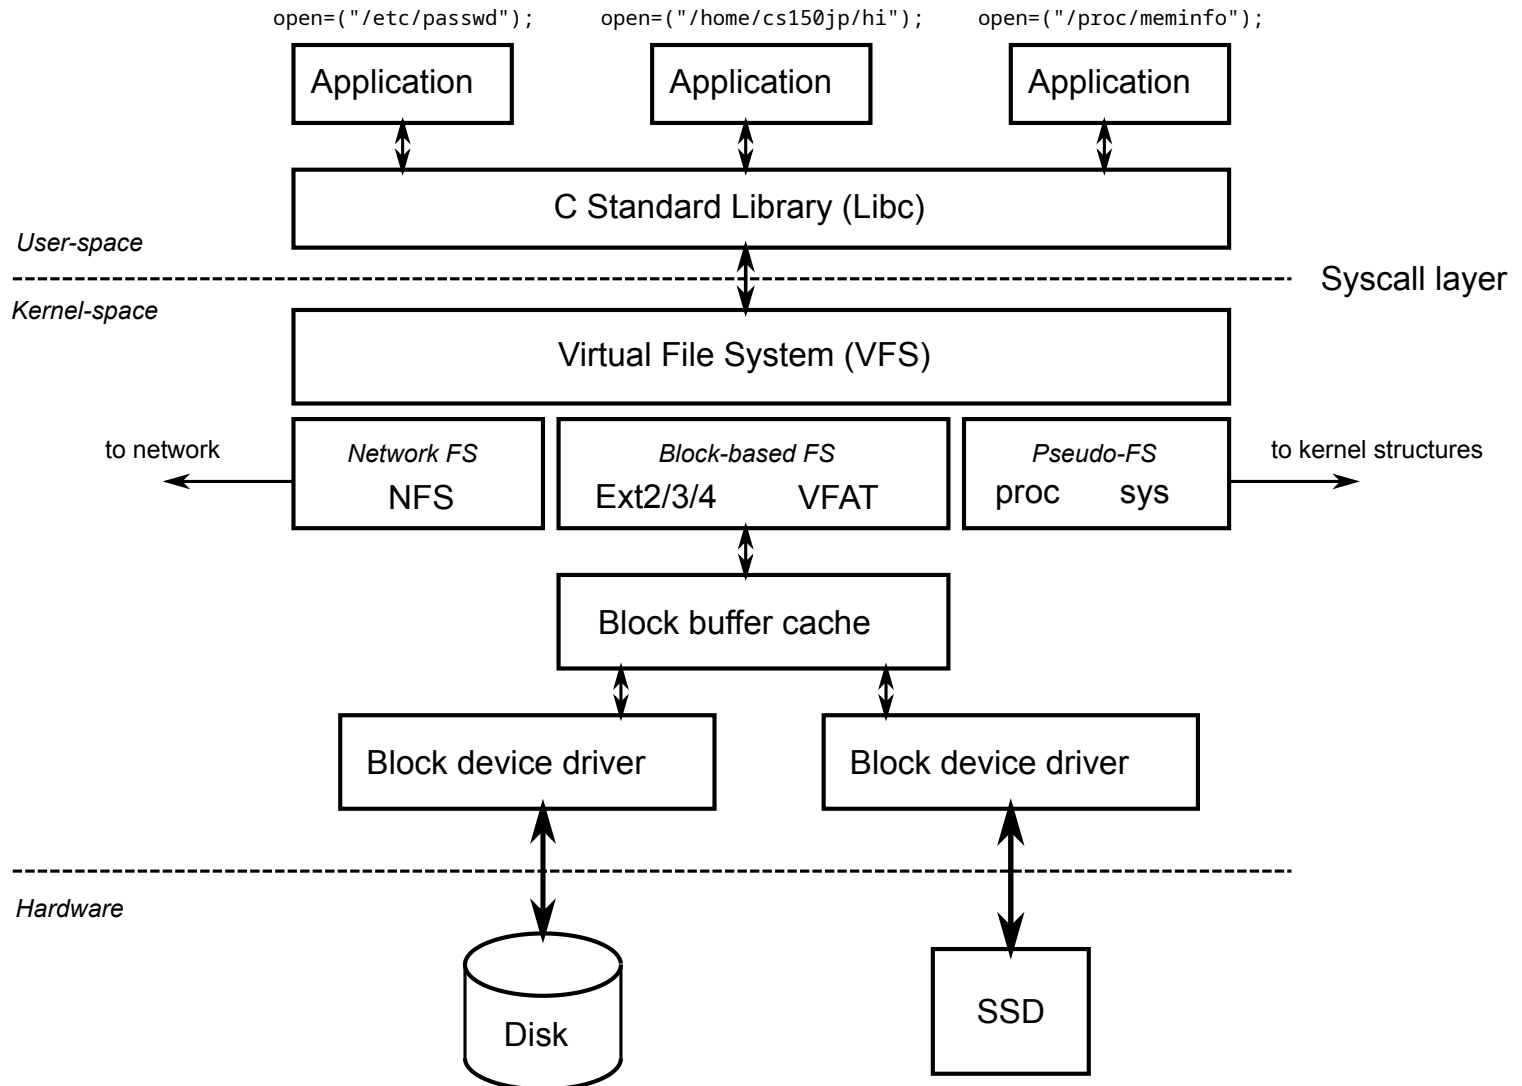 open=("/etc/passwd");
open=("/home/cs150jp/hi");
open=("/proc/meminfo");
Application
Application
Application
C Standard Library (Libc)
User-space
Syscall layer
Kernel-space
Virtual File System (VFS)
to network
Network FS
NFS
Block-based FS
Ext2/3/4
VFAT
Pseudo-FS
proc
sys
to kernel structures
Block buffer cache
Block device driver
Block device driver
Hardware
Disk
SSD